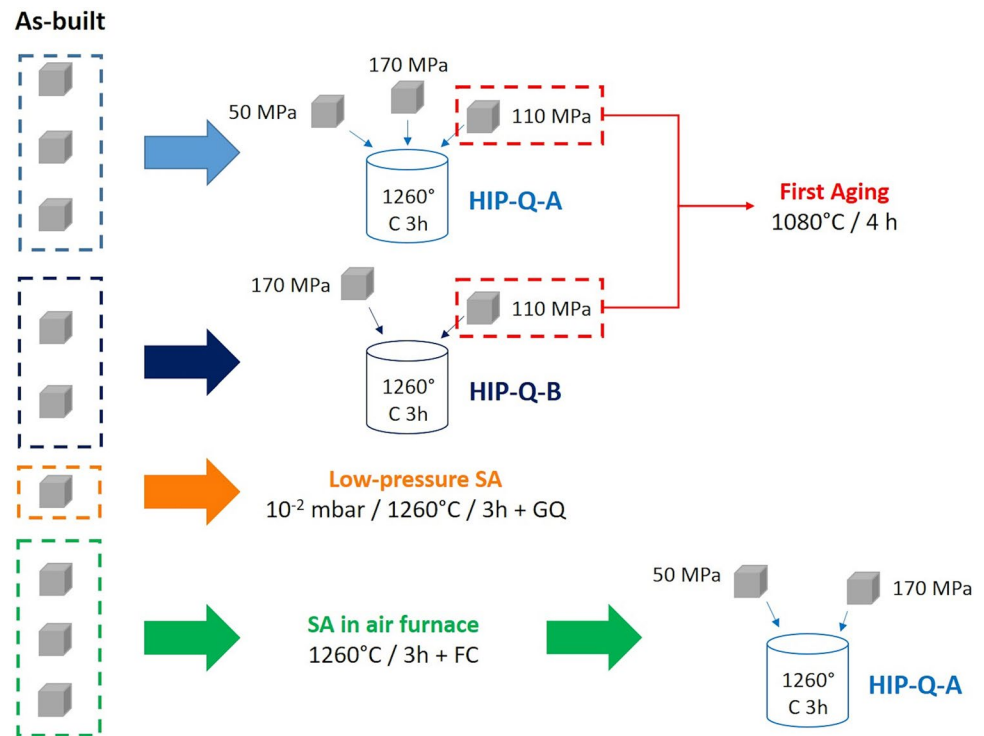 As-built
170 MPa
50 MPa
110 MPa
1260°
C 3h
HIP-Q-A
First Aging
1080°C / 4 h
170 MPa
110 MPa
1260°
C 3h
HIP-Q-B
Low-pressure SA
10⁻² mbar / 1260°C / 3h + GQ
SA in air furnace
1260°C / 3h + FC
50 MPa
170 MPa
1260°
C 3h
HIP-Q-A